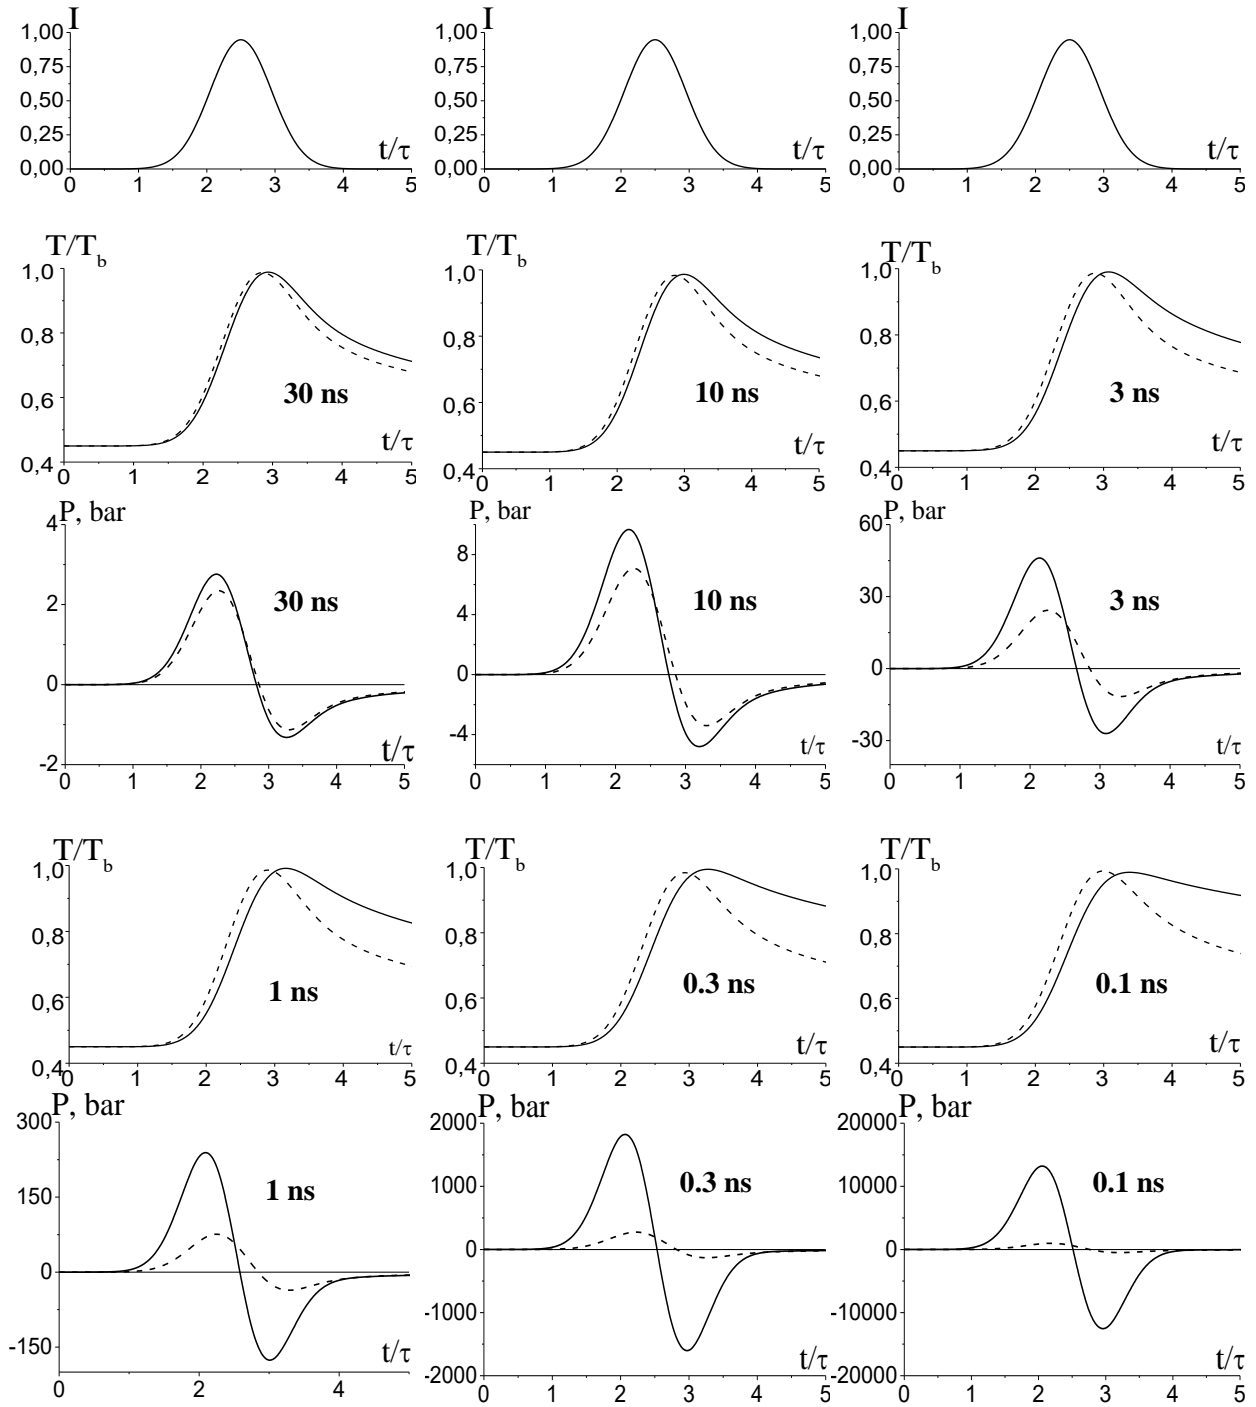 I I I
1,00 1,00 1,00
0,75 0,75 0,75
0,50 0,50 0,50
0,25 0,25 0,25
t/τ t/τ t/τ
0,00 0,00 0,00
0 1 2 3 4 5 0 1 2 3 4 5 0 1 2 3 4 5
T/T_b T/T_b T/T_b
1,0 1,0 1,0
0,8 0,8 0,8
30 ns 10 ns 3 ns
0,6 0,6 0,6
t/τ t/τ t/τ
0,4 0,4 0,4
0 1 2 3 4 5 0 1 2 3 4 5 0 1 2 3 4 5
P, bar P, bar P, bar
4 8 60
2 4 30
30 ns 10 ns 3 ns
0 0 0
-2 -4 -30
t/τ t/τ t/τ
0 1 2 3 4 5 0 1 2 3 4 5 0 1 2 3 4 5
T/T_b T/T_b T/T_b
1,0 1,0 1,0
0,8 0,8 0,8
1 ns 0.3 ns 0.1 ns
0,6 0,6 0,6
t/τ t/τ t/τ
0,4 0,4 0,4
0 1 2 3 4 5 0 1 2 3 4 5 0 1 2 3 4 5
P, bar P, bar P, bar
300 2000 20000
150 1000 10000
1 ns 0.3 ns 0.1 ns
0 0 0
-150 -1000 -10000
t/τ t/τ t/τ
-2000 -20000
0 2 4 0 1 2 3 4 5 0 1 2 3 4 5